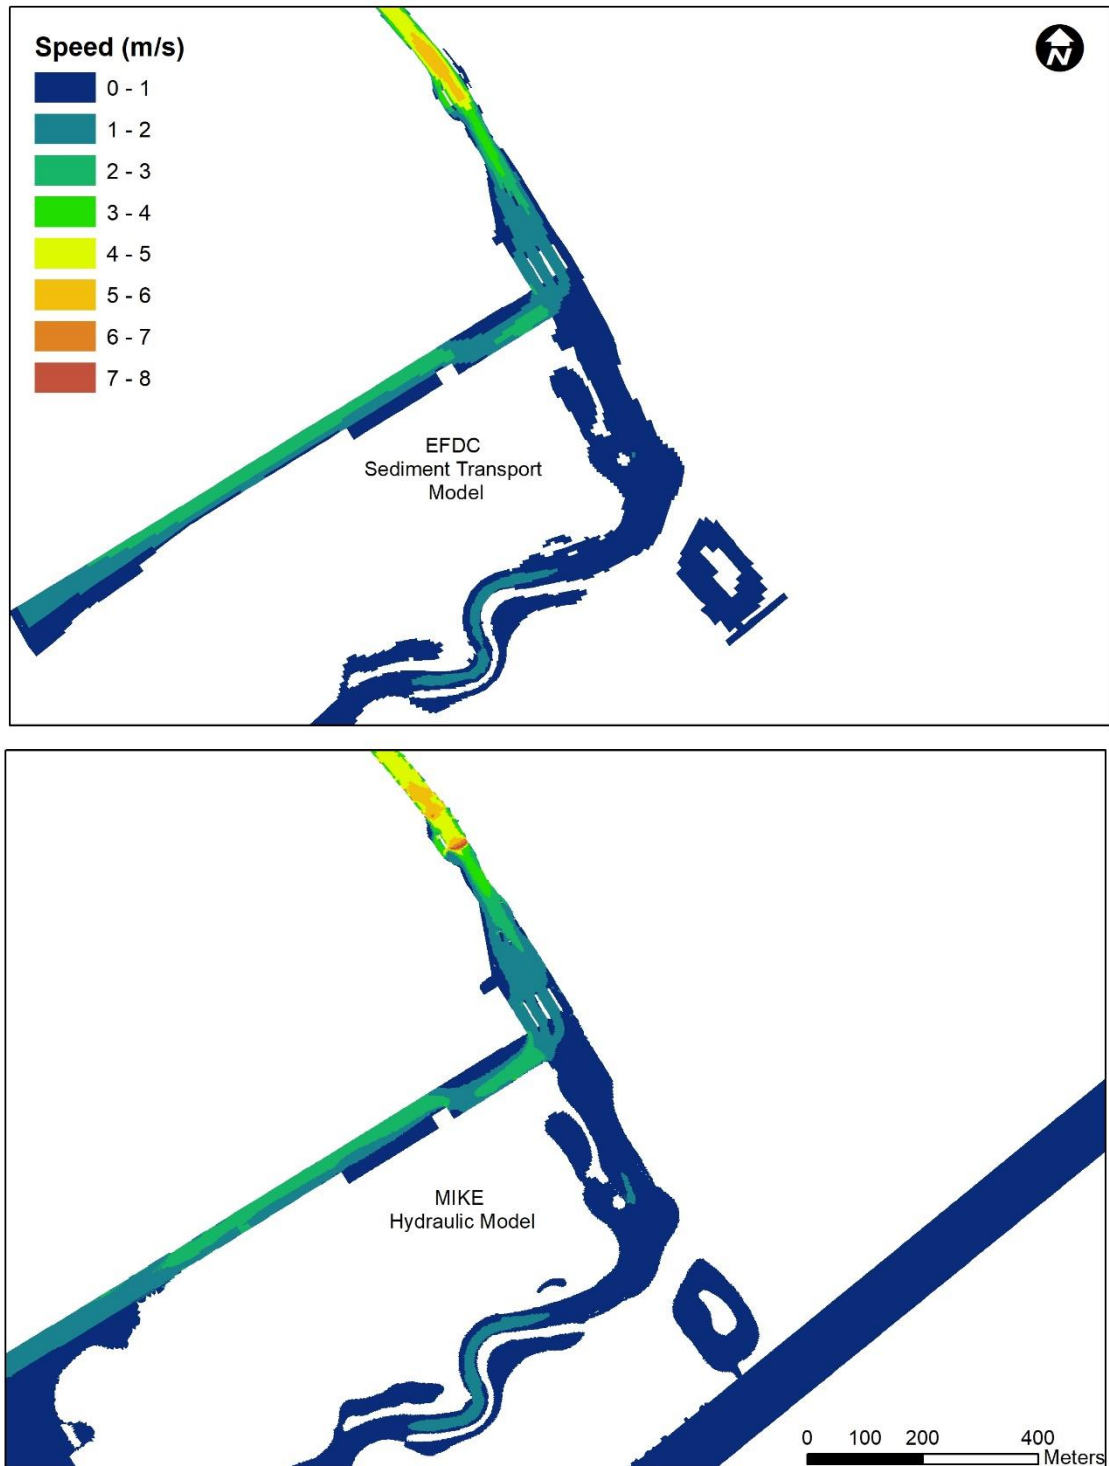 Speed (m/s)
0 - 1
1 - 2
2 - 3
3 - 4
4 - 5
5 - 6
6 - 7
7 - 8
N
EFDC
Sediment Transport
Model
MIKE
Hydraulic Model
0 100 200 400
Meters